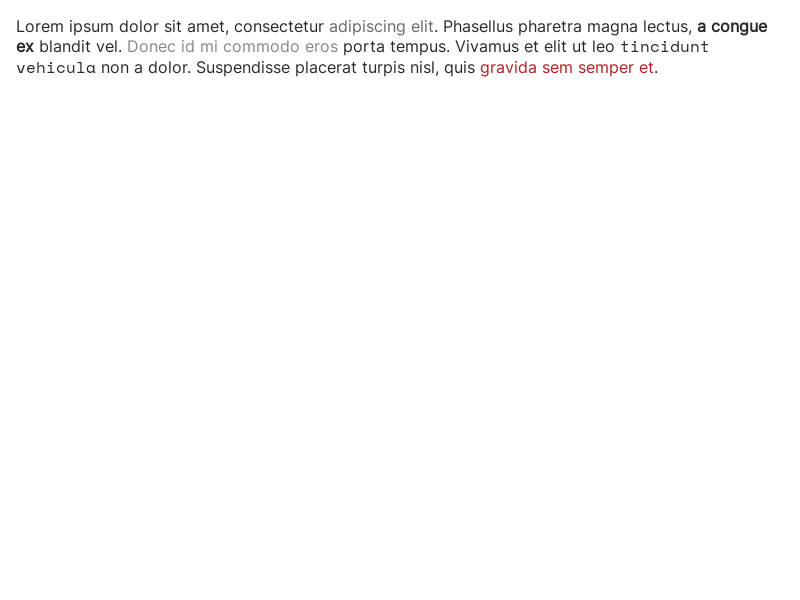 Lorem ipsum dolor sit amet, consectetur adipiscing elit. Phasellus pharetra magna lectus, a congue
ex blandit vel. Donec id mi commodo eros porta tempus. Vivamus et elit ut leo tincidunt
vehicula non a dolor. Suspendisse placerat turpis nisl, quis gravida sem semper et.